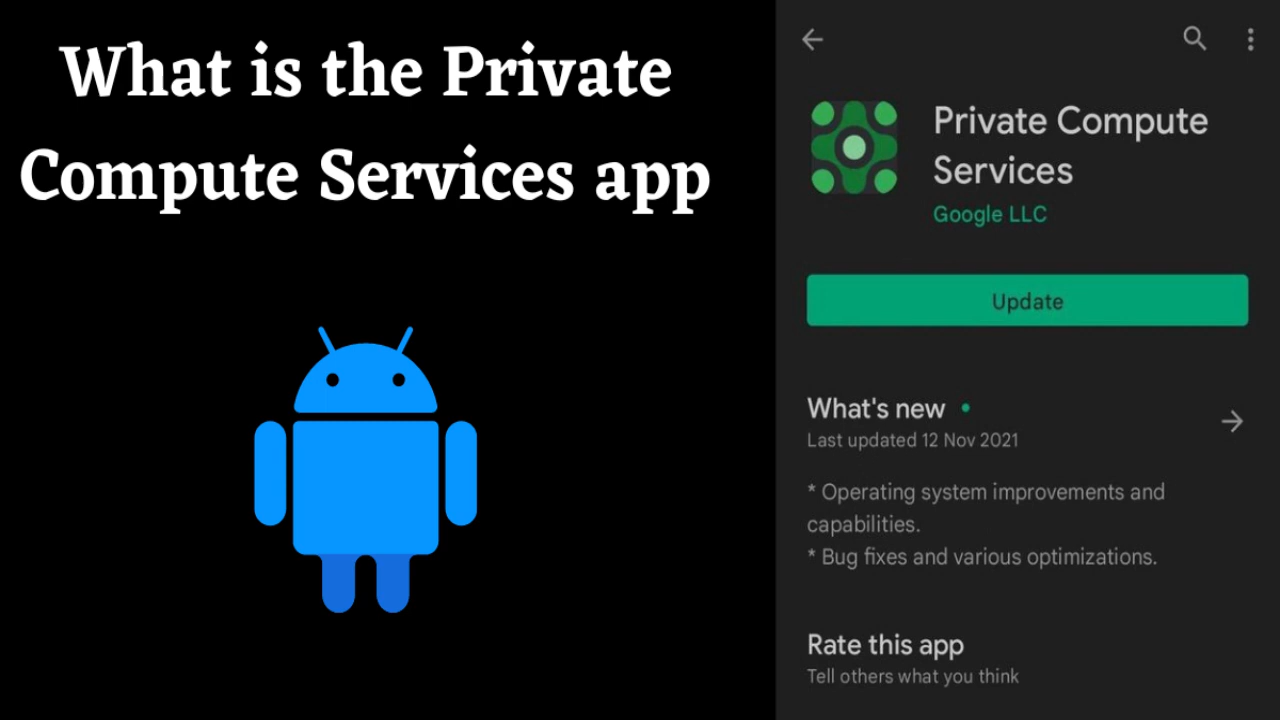 What is the Private
Compute Services app
Private Compute
Services
Google LLC
Update
What's new
Last updated 12 Nov 2021
* Operating system improvements and
capabilities.
* Bug fixes and various optimizations.
Rate this app
Tell others what you think